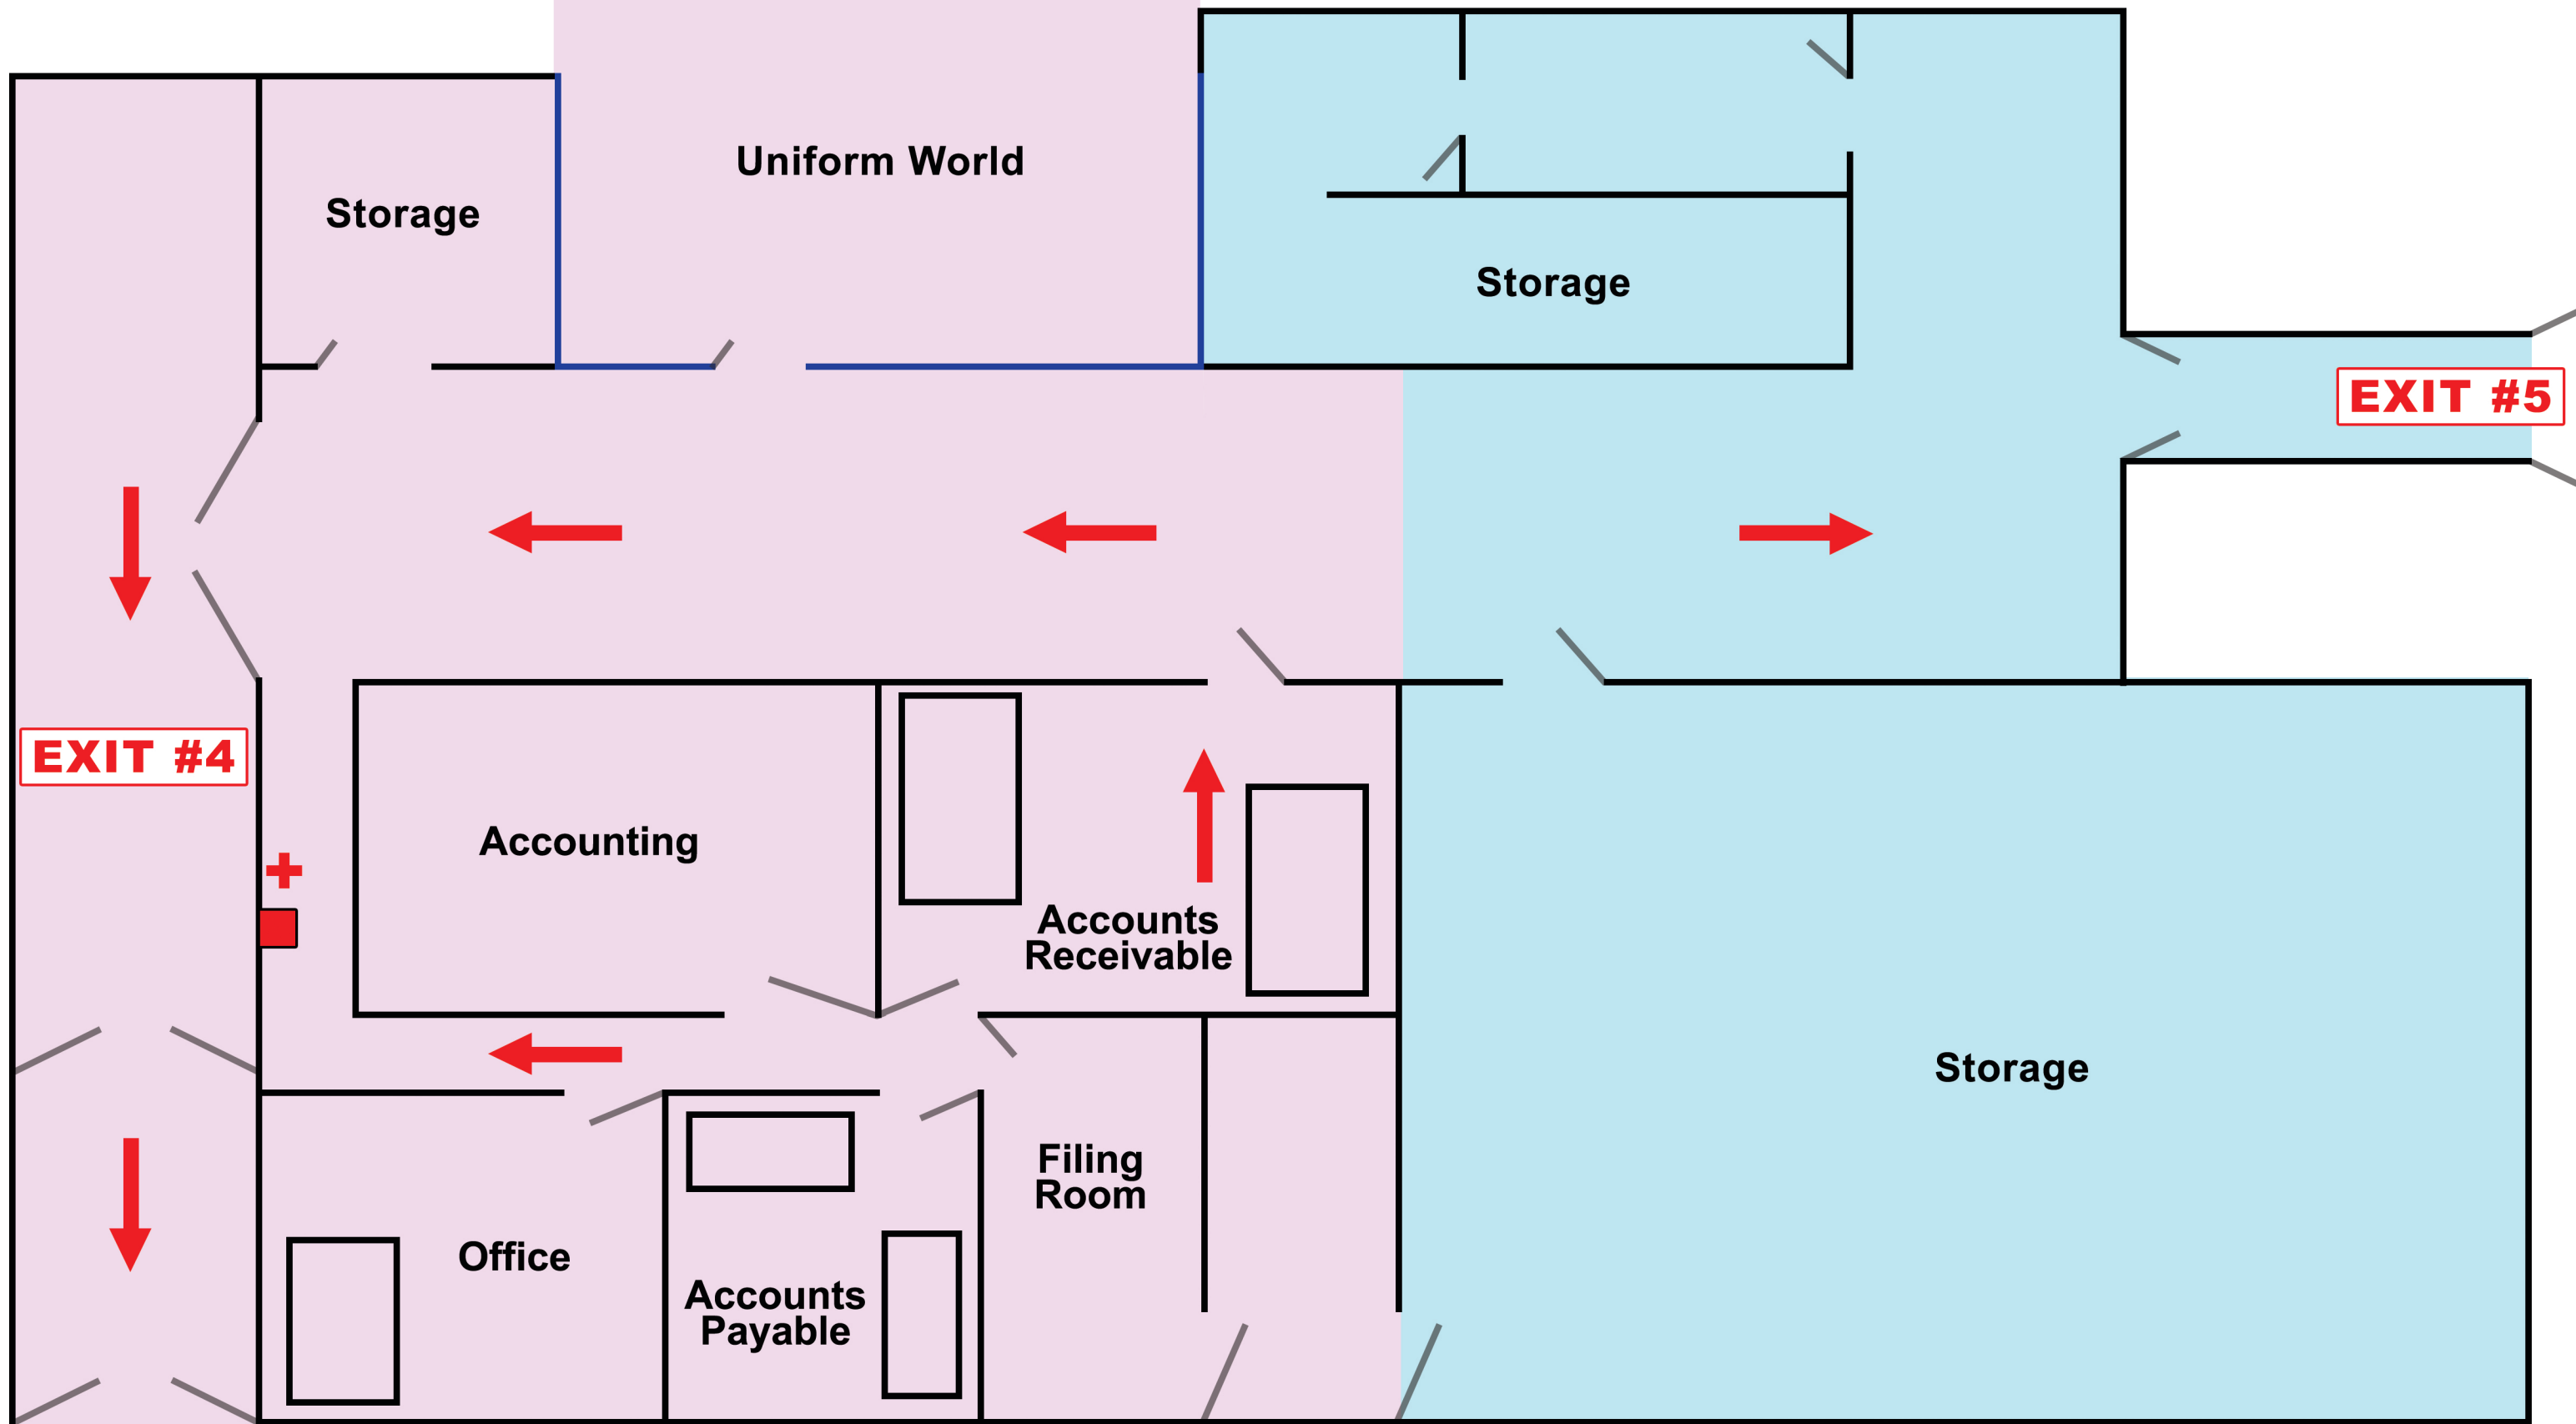 Uniform World
Storage
Storage
EXIT #5
EXIT #4
Accounting
Accounts
Receivable
Storage
Filing
Room
Office
Accounts
Payable